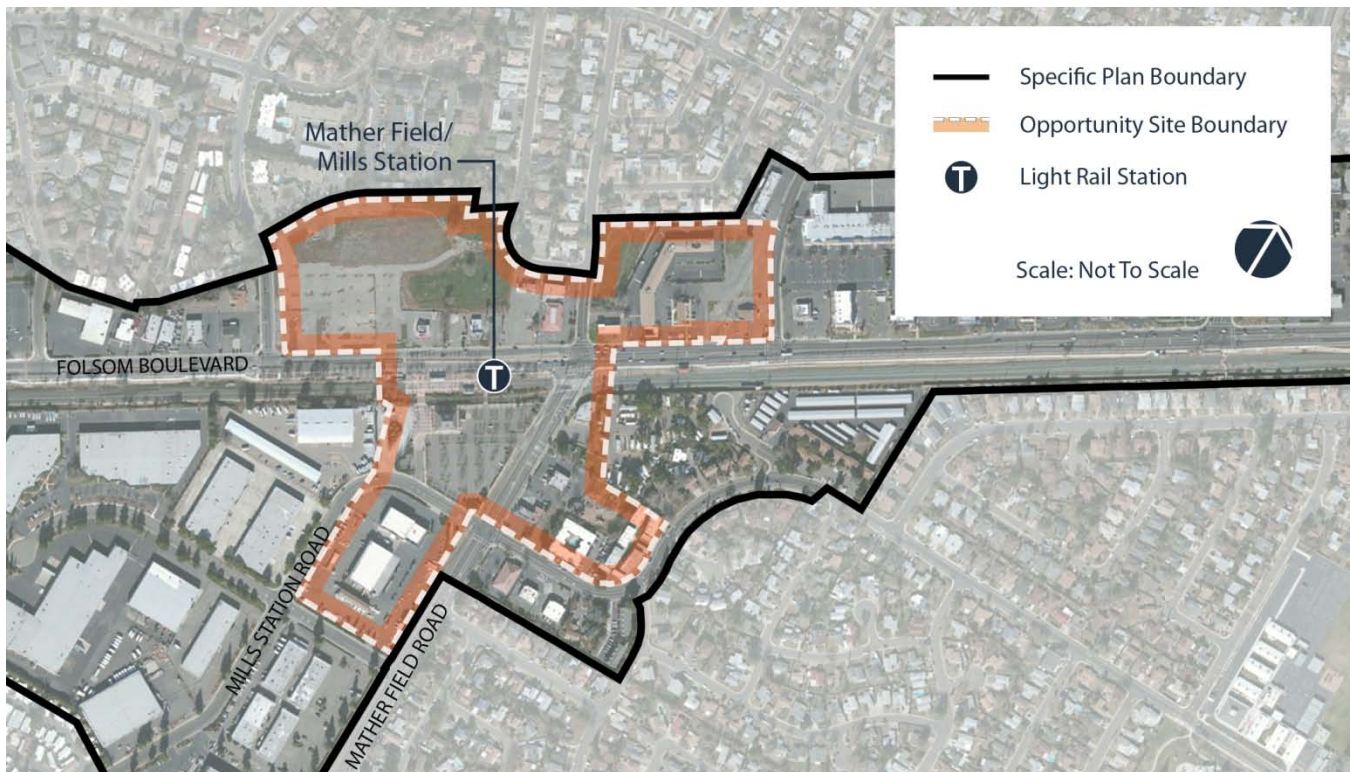 Specific Plan Boundary
Opportunity Site Boundary
T
Light Rail Station
Scale: Not To Scale
Mather Field/
Mills Station
FOLSOM BOULEVARD
T
MILLS STATION ROAD
MATHER FIELD ROAD